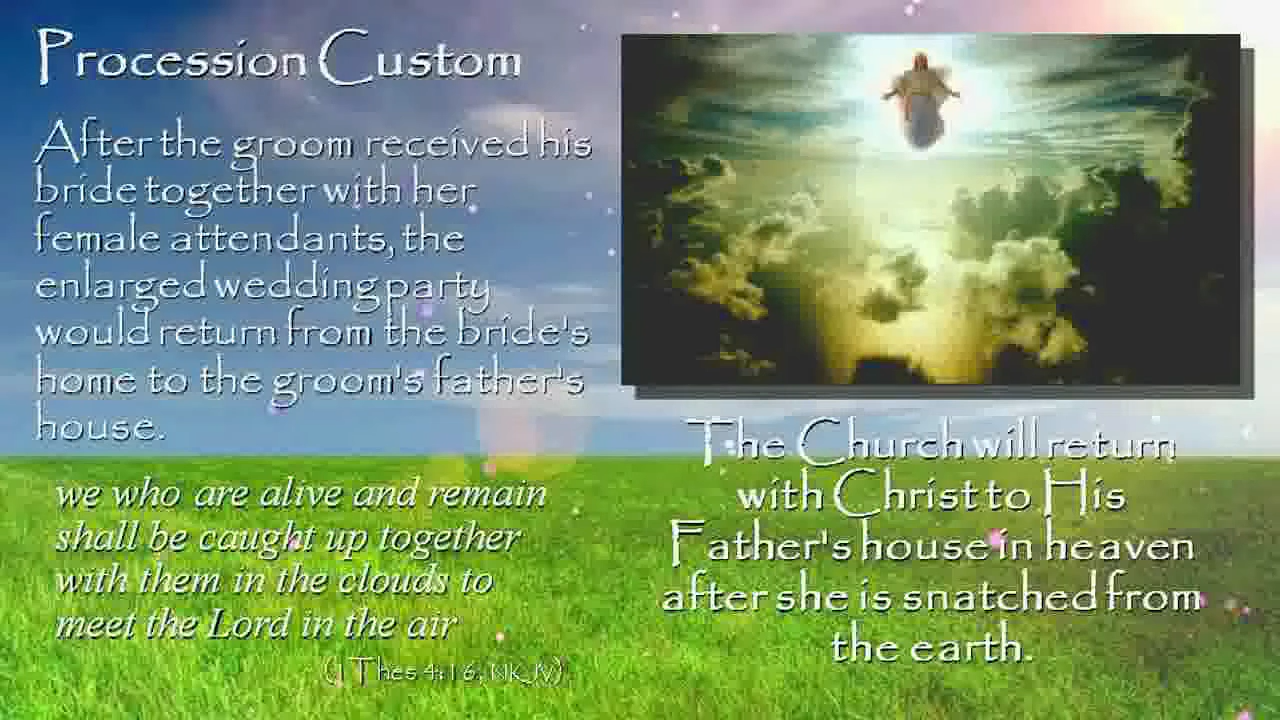 Procession Custom
After the groom received his
bride together with her
female attendants, the
enlarged wedding party
would return from the bride's
home to the groom's father's
house.
we who are alive and remain
shall be caught up together
with them in the clouds to
meet the Lord in the air
(1 Thes 4:16, NKJV)
The Church will return
with Christ to His
Father's house in heaven
after she is snatched from
the earth.